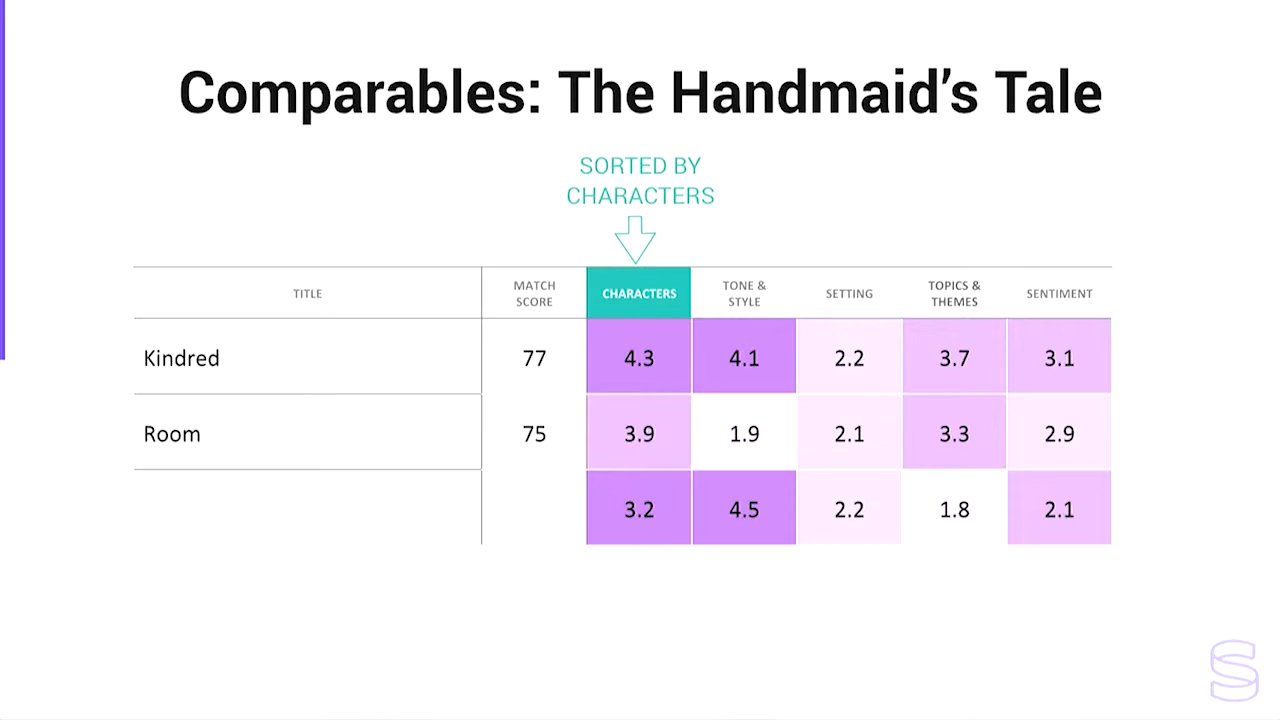 Comparables: The Handmaid’s Tale
SORTED BY
CHARACTERS
TITLE MATCH SCORE CHARACTERS TONE & STYLE SETTING TOPICS & THEMES SENTIMENT
Kindred 77 4.3 4.1 2.2 3.7 3.1
Room 75 3.9 1.9 2.1 3.3 2.9
3.2 4.5 2.2 1.8 2.1